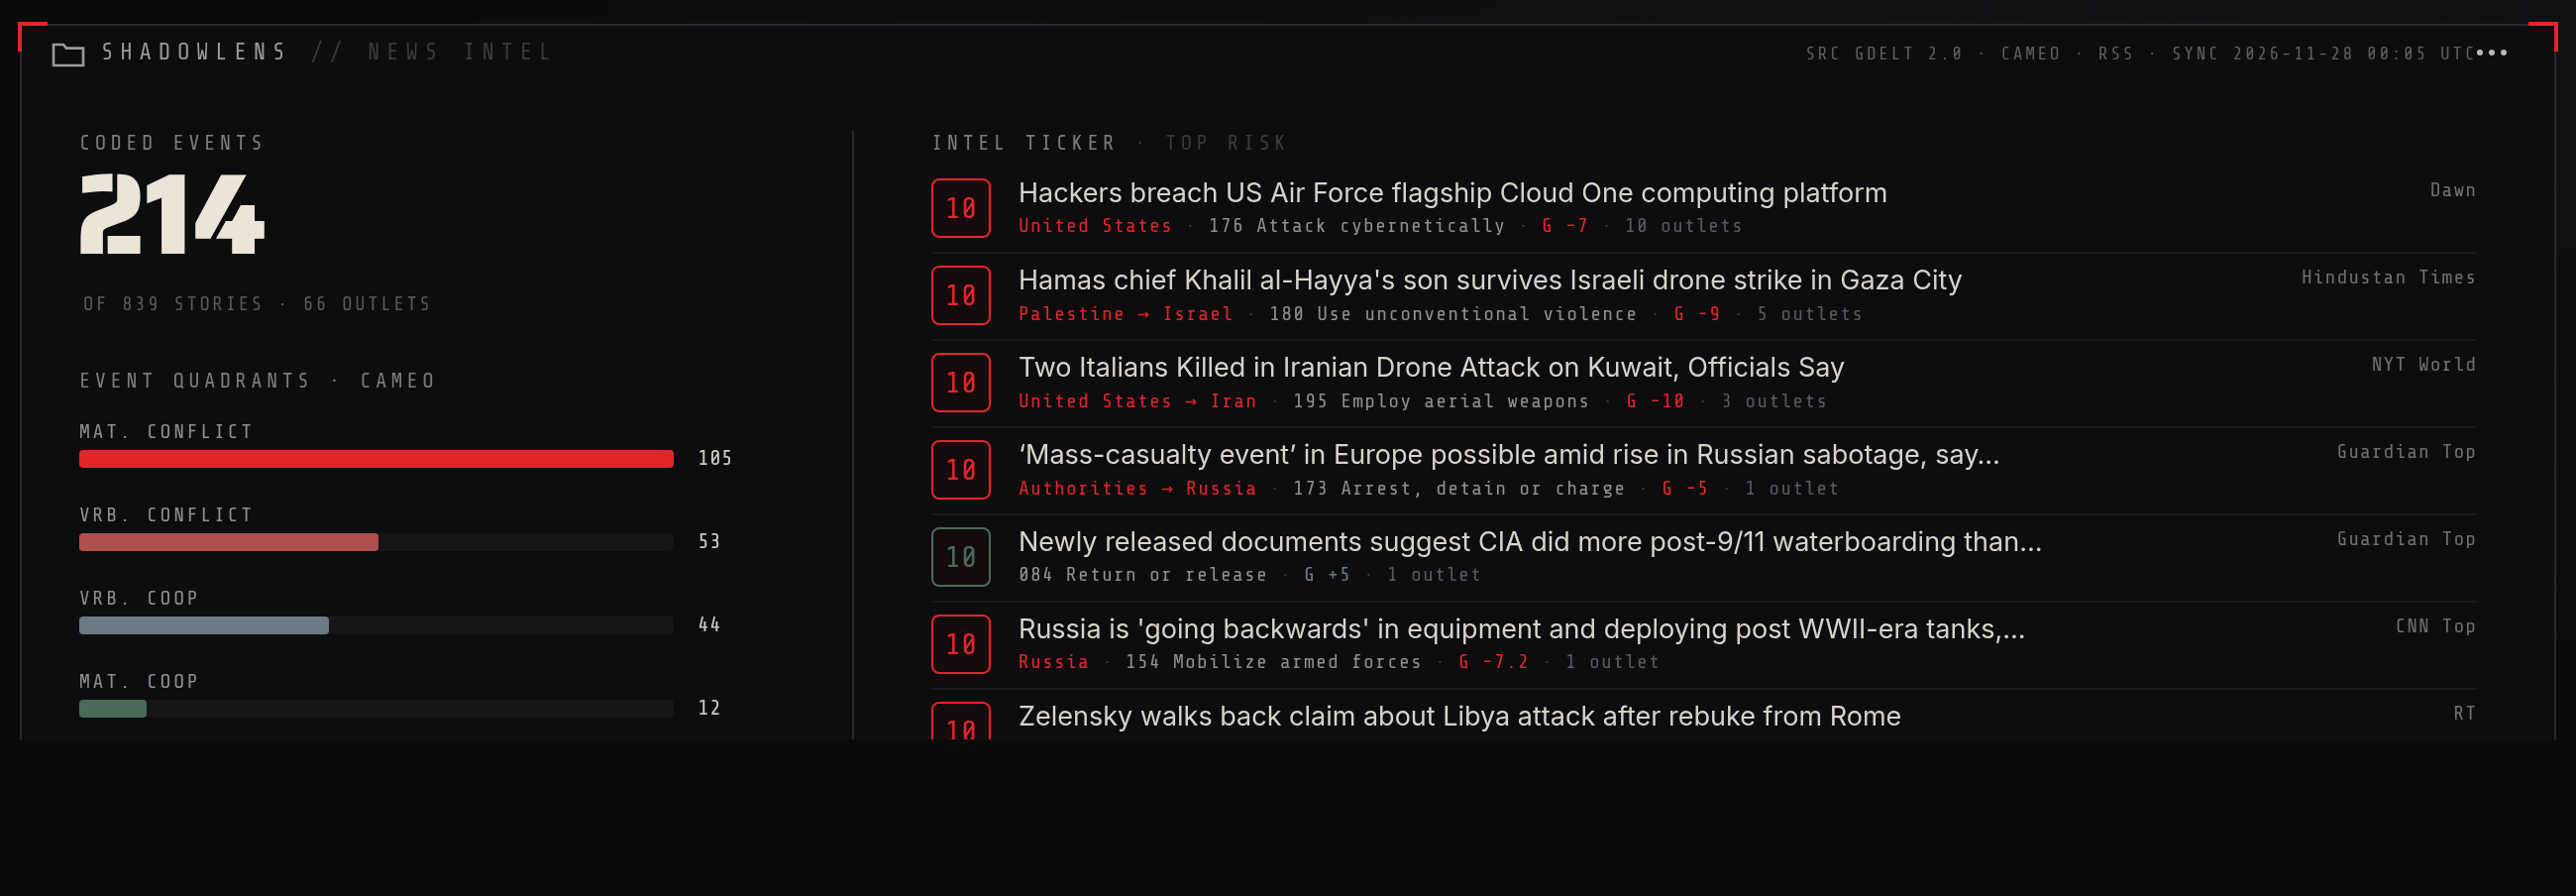 SHADOWLENS // NEWS INTEL
SRC GDELT 2.0 · CAMEO · RSS · SYNC 2026-11-28 00:05 UTC
CODED EVENTS
214
OF 839 STORIES · 66 OUTLETS
EVENT QUADRANTS · CAMEO
MAT. CONFLICT
105
VRB. CONFLICT
53
VRB. COOP
44
MAT. COOP
12
INTEL TICKER · TOP RISK
10 Hackers breach US Air Force flagship Cloud One computing platform Dawn
United States · 176 Attack cybernetically · G -7 · 10 outlets
10 Hamas chief Khalil al-Hayya's son survives Israeli drone strike in Gaza City Hindustan Times
Palestine → Israel · 180 Use unconventional violence · G -9 · 5 outlets
10 Two Italians Killed in Iranian Drone Attack on Kuwait, Officials Say NYT World
United States → Iran · 195 Employ aerial weapons · G -10 · 3 outlets
10 ‘Mass-casualty event’ in Europe possible amid rise in Russian sabotage, say... Guardian Top
Authorities → Russia · 173 Arrest, detain or charge · G -5 · 1 outlet
10 Newly released documents suggest CIA did more post-9/11 waterboarding than... Guardian Top
084 Return or release · G +5 · 1 outlet
10 Russia is 'going backwards' in equipment and deploying post WWII-era tanks,... CNN Top
Russia · 154 Mobilize armed forces · G -7.2 · 1 outlet
10 Zelensky walks back claim about Libya attack after rebuke from Rome RT